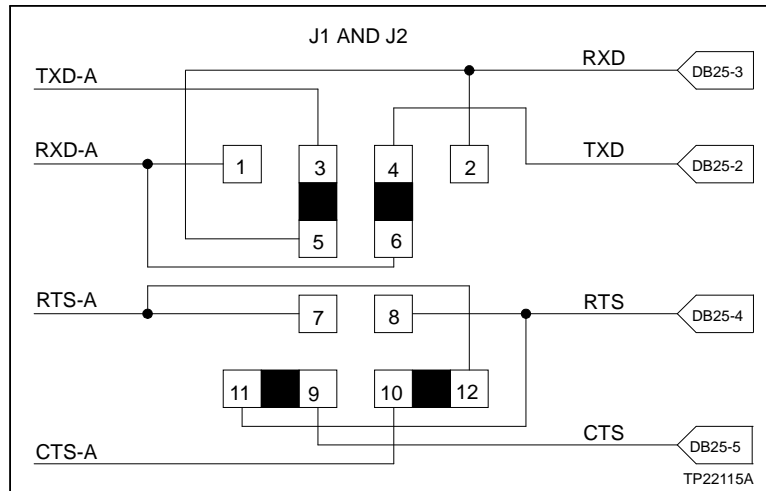 J1 AND J2
TXD-A
RXD
DB25-3
RXD-A
1
3
4
2
TXD
DB25-2
5
6
RTS-A
7
8
RTS
DB25-4
11
9
10
12
CTS-A
CTS
DB25-5
TP22115A